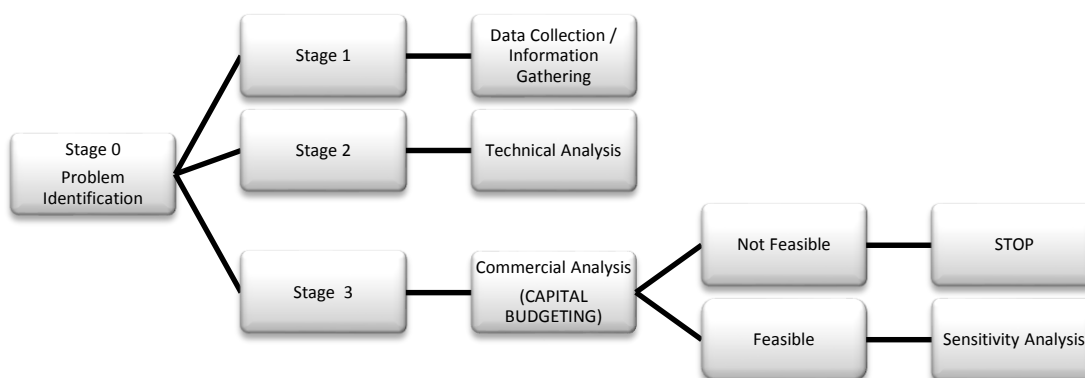 Stage 0
Problem
Identification
Stage 1
Data Collection /
Information
Gathering
Stage 2
Technical Analysis
Stage 3
Commercial Analysis
(CAPITAL
BUDGETING)
Not Feasible
STOP
Feasible
Sensitivity Analysis